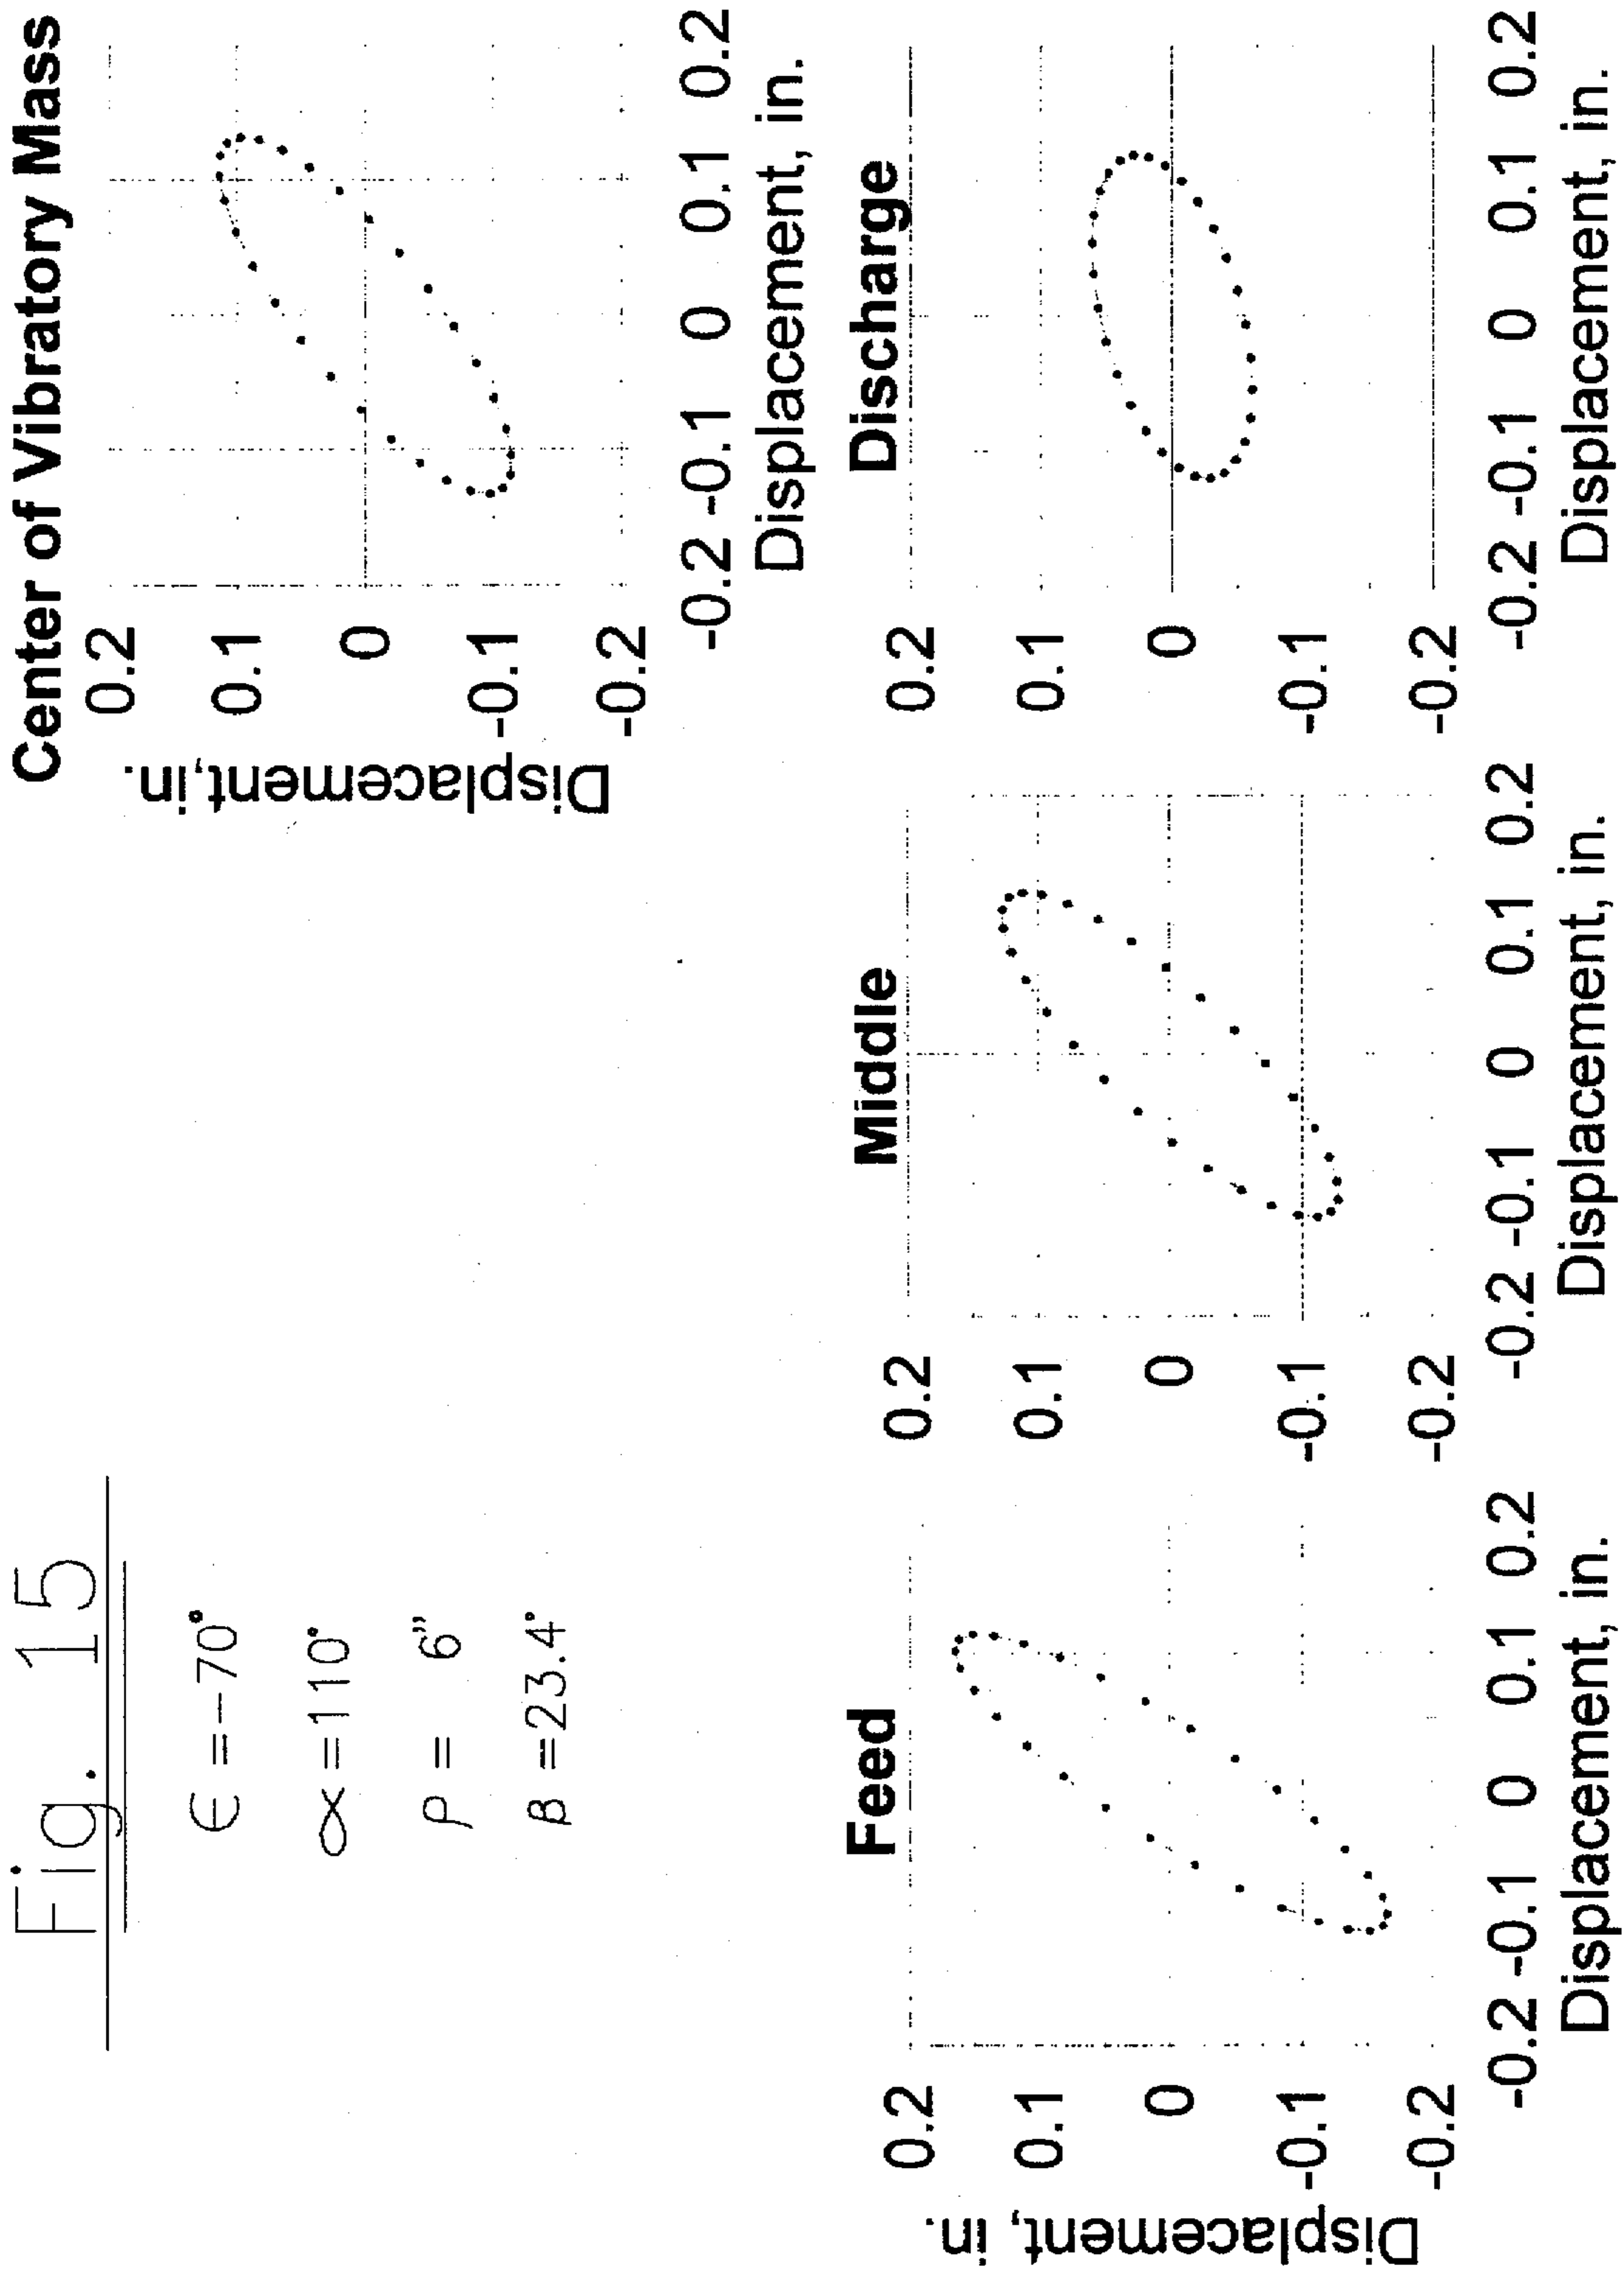 Fig. 15
ϵ =-70°
∝=110°
ρ = 6"
β =23.4°
Center of Vibratory Mass
Displacement,in.
0.2
0.1
0
-0.1
-0.2
-0.2 -0.1 0 0.1 0.2
Displacement, in.
Feed
Displacement, in.
0.2
0.1
0
-0.1
-0.2
-0.2 -0.1 0 0.1 0.2
Displacement, in.
Middle
0.2
0.1
0
-0.1
-0.2
-0.2 -0.1 0 0.1 0.2
Displacement, in.
Discharge
0.2
0.1
0
-0.1
-0.2
-0.2 -0.1 0 0.1 0.2
Displacement, in.